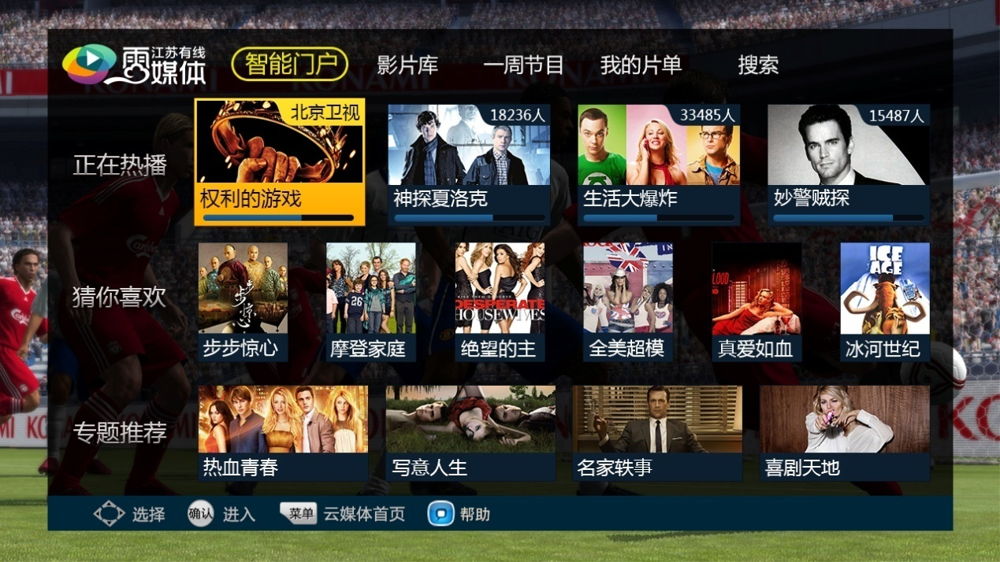 江苏有线
云媒体
智能门户
影片库
一周节目
我的片单
搜索
正在热播
北京卫视
18236人
33485人
15487人
权利的游戏
神探夏洛克
生活大爆炸
妙警贼探
猜你喜欢
步步惊心
26
DESPERATE
HOUSEWIVES
BLOOD
ICE
AGE
步步惊心
摩登家庭
绝望的主
全美超模
真爱如血
冰河世纪
专题推荐
热血青春
写意人生
名家轶事
喜剧天地
选择
确认 进入
菜单 云媒体首页
帮助
KONAMI
KONAMI
Carlsberg